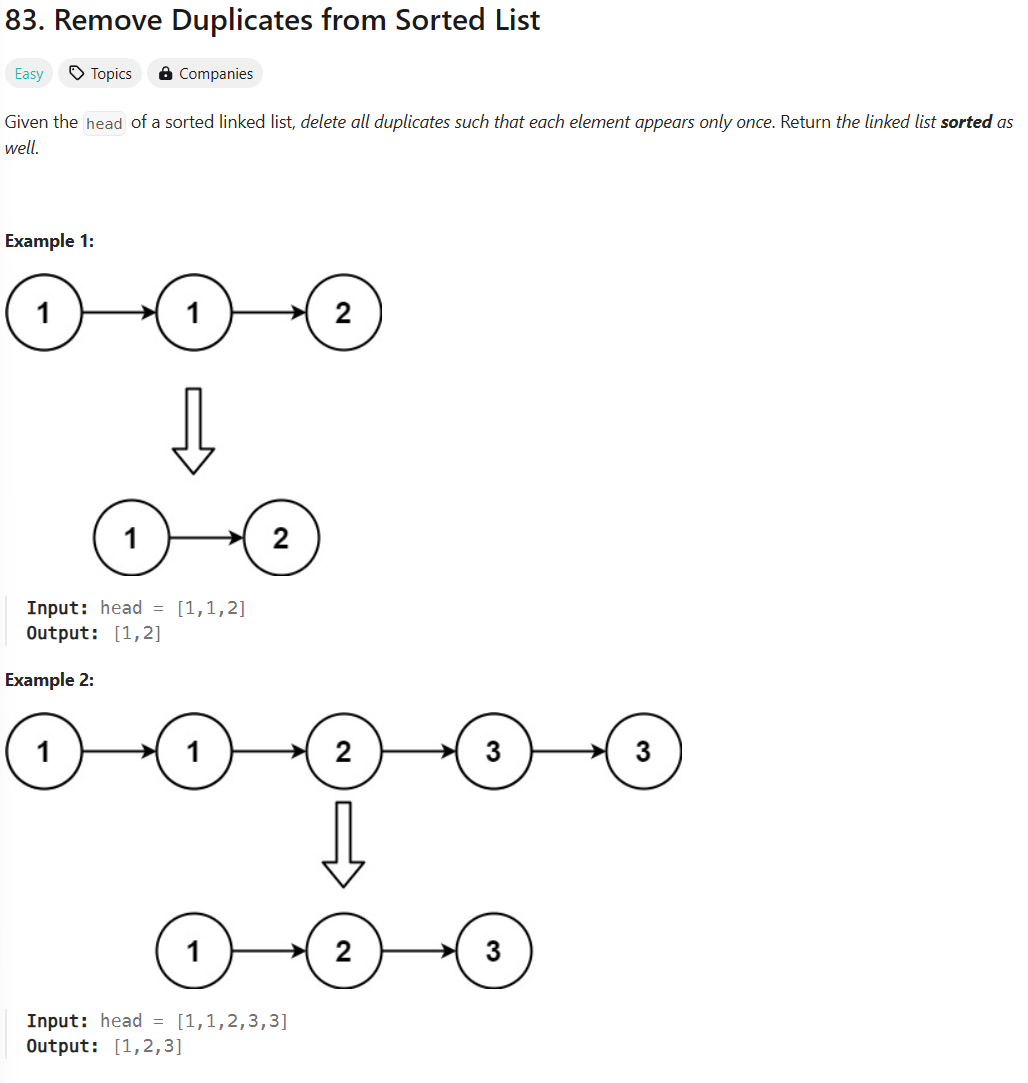 83. Remove Duplicates from Sorted List
Easy Topics Companies
Given the head of a sorted linked list, delete all duplicates such that each element appears only once. Return the linked list sorted as
well.
Example 1:
1 1 2
1 2
Input: head = [1,1,2]
Output: [1,2]
Example 2:
1 1 2 3 3
1 2 3
Input: head = [1,1,2,3,3]
Output: [1,2,3]